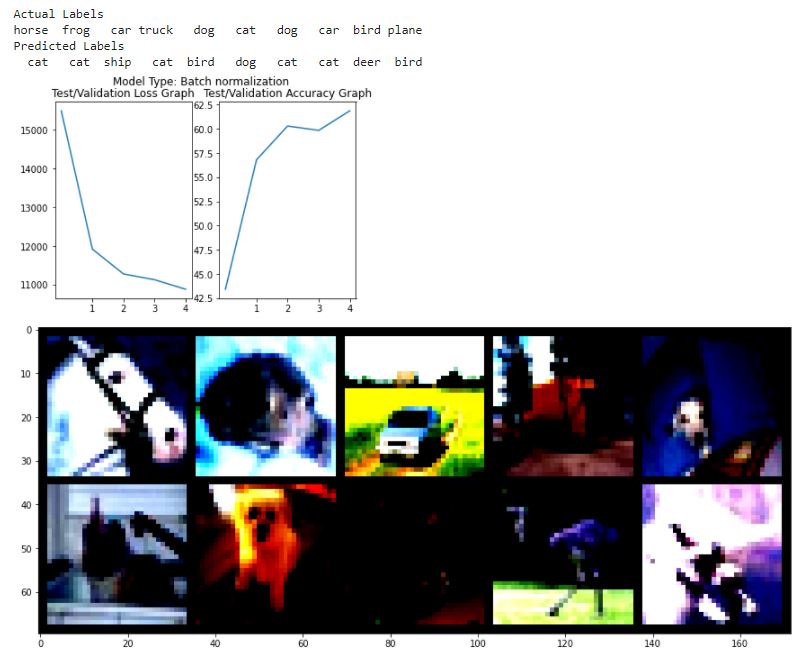 Actual Labels
horse frog car truck dog cat dog car bird plane
Predicted Labels
cat cat ship cat bird dog cat cat deer bird
Model Type: Batch normalization
Test/Validation Loss Graph Test/Validation Accuracy Graph
15000
14000
13000
12000
11000
1 2 3 4
62.5
60.0
57.5
55.0
52.5
50.0
47.5
45.0
42.5
1 2 3 4
0
10
20
30
40
50
60
0 20 40 60 80 100 120 140 160